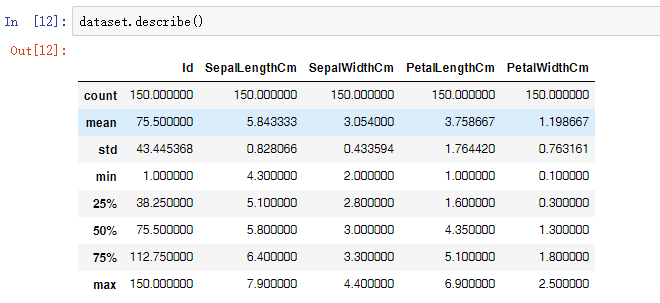 In [12]: dataset.describe()
Out[12]:
Id SepalLengthCm SepalWidthCm PetalLengthCm PetalWidthCm
count 150.000000 150.000000 150.000000 150.000000 150.000000
mean 75.500000 5.843333 3.054000 3.758667 1.198667
std 43.445368 0.828066 0.433594 1.764420 0.763161
min 1.000000 4.300000 2.000000 1.000000 0.100000
25% 38.250000 5.100000 2.800000 1.600000 0.300000
50% 75.500000 5.800000 3.000000 4.350000 1.300000
75% 112.750000 6.400000 3.300000 5.100000 1.800000
max 150.000000 7.900000 4.400000 6.900000 2.500000